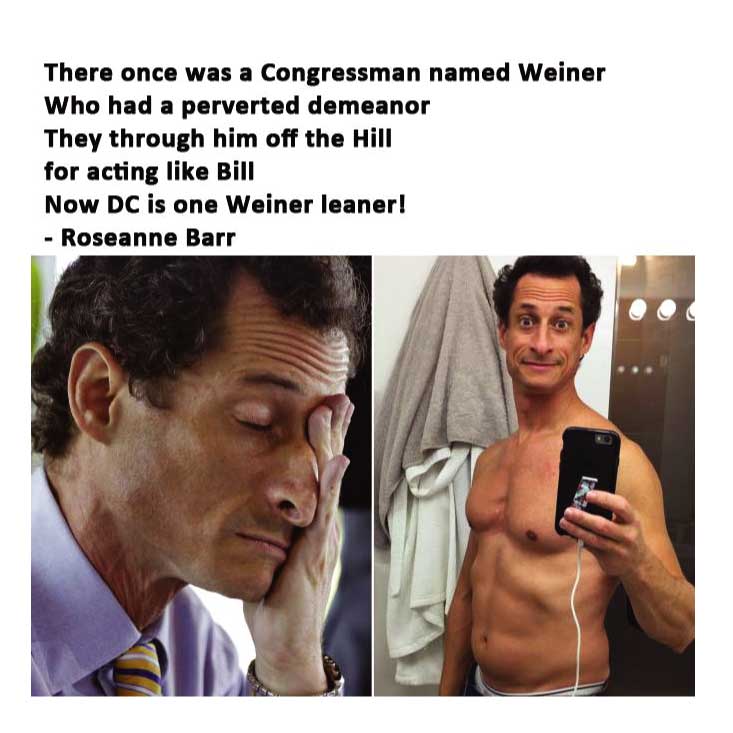 There once was a Congressman named Weiner
Who had a perverted demeanor
They through him off the Hill
for acting like Bill
Now DC is one Weiner leaner!
- Roseanne Barr